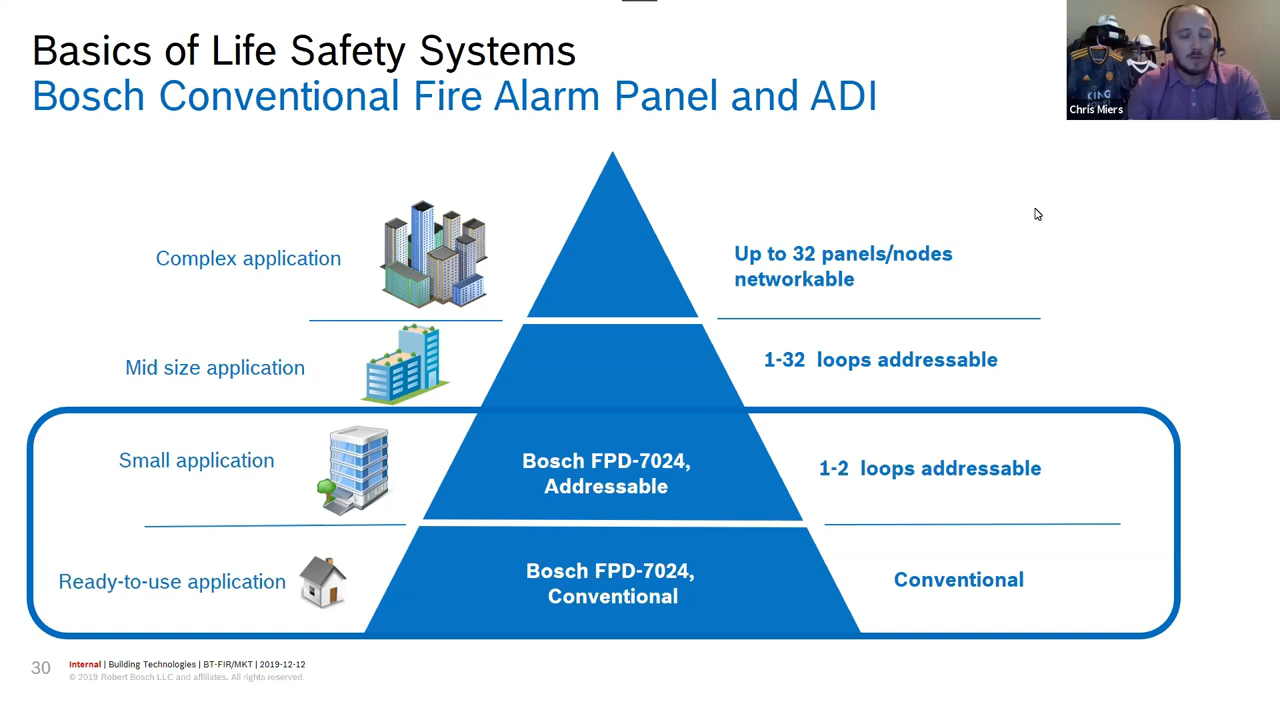 Basics of Life Safety Systems
Bosch Conventional Fire Alarm Panel and ADI
KING
Chris Miers
Complex application
Up to 32 panels/nodes
networkable
Mid size application
1-32 loops addressable
Small application
Bosch FPD-7024,
Addressable
1-2 loops addressable
Ready-to-use application
Bosch FPD-7024,
Conventional
Conventional
30
Internal | Building Technologies | BT-FIR/MKT | 2019-12-12
© 2019 Robert Bosch LLC and affiliates. All rights reserved.